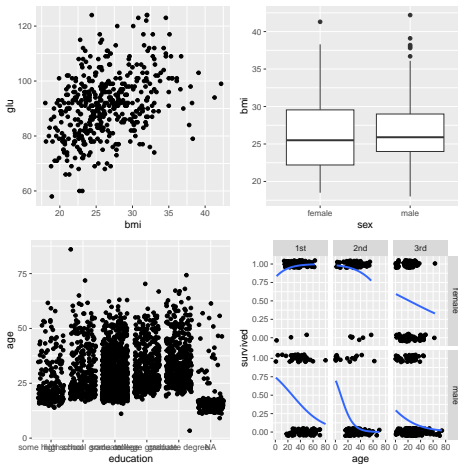 120
100
80
60
glu
20
25
30
35
40
bmi
40
35
30
25
20
bmi
female
male
sex
75
50
25
0
age
NA
education
1st
2nd
3rd
female
male
1.00
0.75
0.50
0.25
0.00
1.00
0.75
0.50
0.25
0.00
survived
0 20 40 60 80
0 20 40 60 80
0 20 40 60 80
age